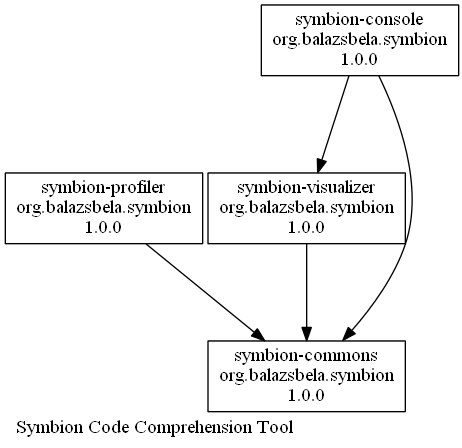 symbion-console
org.balazsbela.symbion
1.0.0
symbion-profiler
org.balazsbela.symbion
1.0.0
symbion-visualizer
org.balazsbela.symbion
1.0.0
symbion-commons
org.balazsbela.symbion
1.0.0
Symbion Code Comprehension Tool